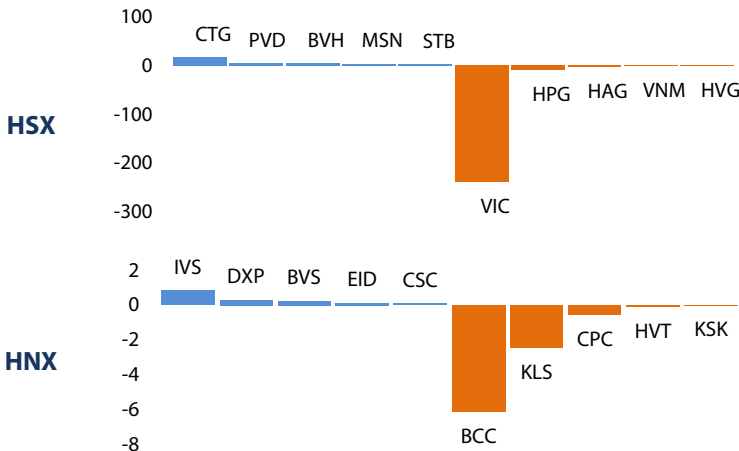 100
CTG PVD BVH MSN STB
0
HPG HAG VNM HVG
-100
HSX
-200
VIC
-300
IVS DXP BVS EID CSC
2
0
CPC HVT KSK
-2
HNX
KLS
-4
-6
BCC
-8